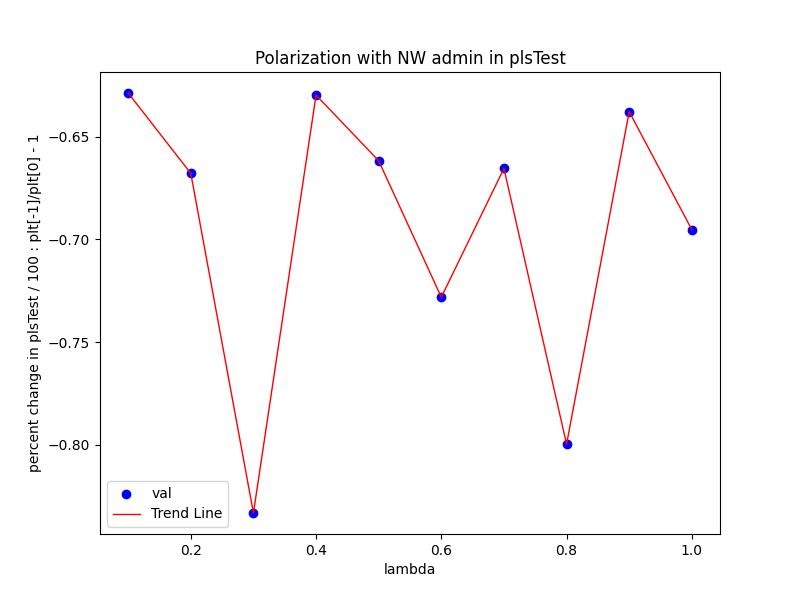 Polarization with NW admin in plsTest
percent change in plsTest / 100 : plt[-1]/plt[0] - 1
−0.65
−0.70
−0.75
−0.80
val
Trend Line
0.2
0.4
0.6
0.8
1.0
lambda